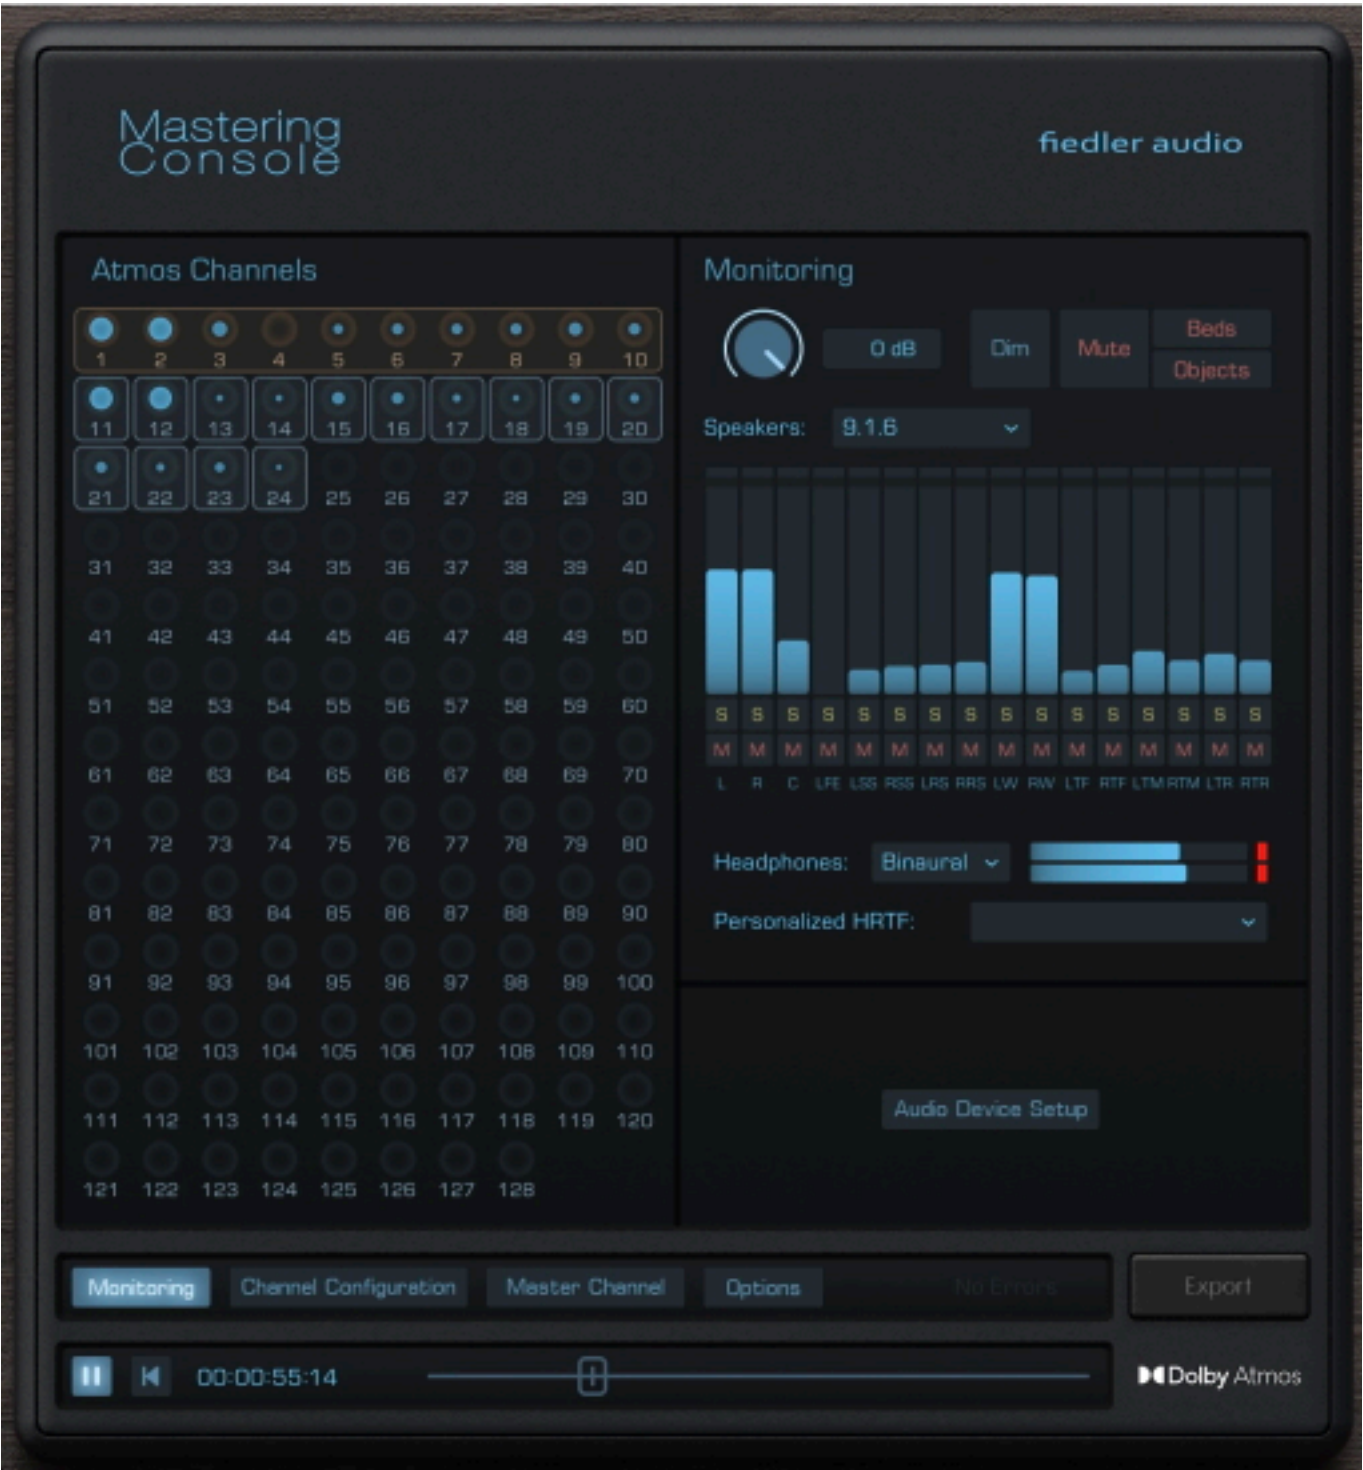 Mastering
Console
fiedler audio
Atmos Channels
1 2 3 4 5 6 7 8 9 10
11 12 13 14 15 16 17 18 19 20
21 22 23 24 25 26 27 28 29 30
31 32 33 34 35 36 37 38 39 40
41 42 43 44 45 46 47 48 49 50
51 52 53 54 55 56 57 58 59 60
61 62 63 64 65 66 67 68 69 70
71 72 73 74 75 76 77 78 79 80
81 82 83 84 85 86 87 88 89 90
91 92 93 94 95 96 97 98 99 100
101 102 103 104 105 106 107 108 109 110
111 112 113 114 115 116 117 118 119 120
121 122 123 124 125 126 127 128
Monitoring
0 dB Dim Mute Beds
Objects
Speakers: 9.1.6
S S S S S S S S S S S S S S S S
M M M M M M M M M M M M M M M M
L R C LFE LSS RSS LRS RRS LW RW LTF RTF LTM RTM LTR RTR
Headphones: Binaural
Personalized HRTF:
Audio Device Setup
Monitoring Channel Configuration Master Channel Options No Errors Export
00:00:55:14
Dolby Atmos